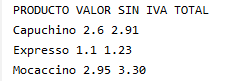 PRODUCTO VALOR SIN IVA TOTAL
Capuchino 2.6 2.91
Expresso 1.1 1.23
Mocaccino 2.95 3.30